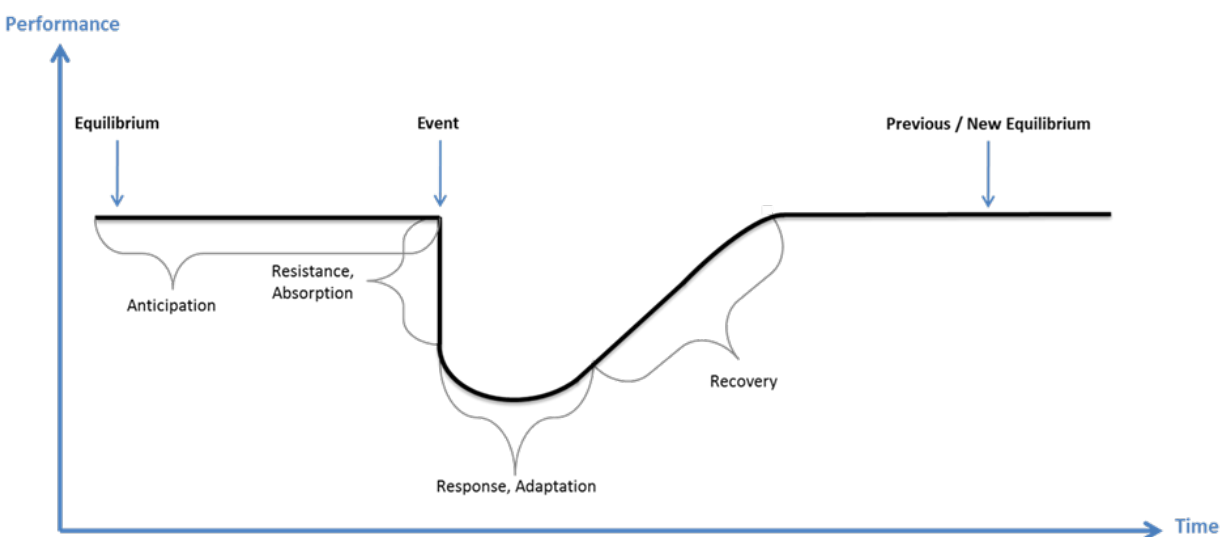 Performance
Equilibrium
Event
Previous / New Equilibrium
Resistance,
Absorption
Anticipation
Recovery
Response, Adaptation
Time